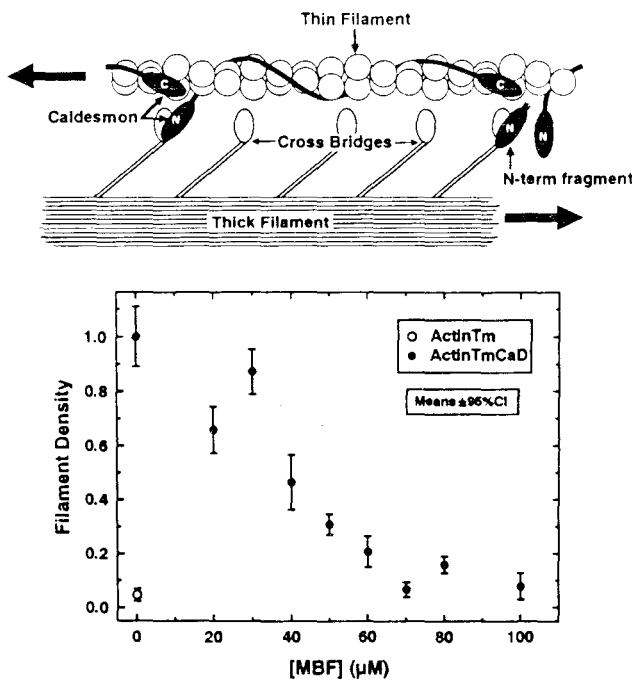 Thin Filament
C
C
Caldesmon
N
N
N
Cross Bridges
N-term fragment
Thick Filament
1.0
0.8
0.6
0.4
0.2
0.0
Filament Density
ActinTm
ActinTmCaD
Means ± 95%CI
0
20
40
60
80
100
[MBF] (μM)